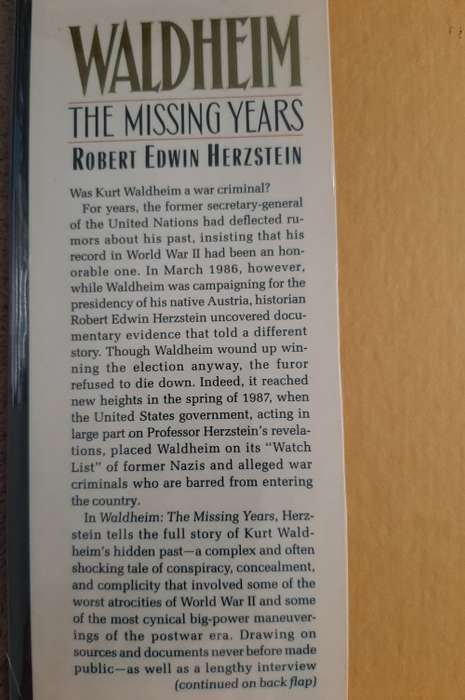 WALDHEIM
THE MISSING YEARS
ROBERT EDWIN HERZSTEIN
Was Kurt Waldheim a war criminal?
For years, the former secretary-general
of the United Nations had deflected ru-
mors about his past, insisting that his
record in World War II had been an hon-
orable one. In March 1986, however,
while Waldheim was campaigning for the
presidency of his native Austria, historian
Robert Edwin Herzstein uncovered docu-
mentary evidence that told a different
story. Though Waldheim wound up win-
ning the election anyway, the furor
refused to die down. Indeed, it reached
new heights in the spring of 1987, when
the United States government, acting in
large part on Professor Herzstein's revela-
tions, placed Waldheim on its "Watch
List" of former Nazis and alleged war
criminals who are barred from entering
the country.
In Waldheim: The Missing Years, Herz-
stein tells the full story of Kurt Wald-
heim's hidden past—a complex and often
shocking tale of conspiracy, concealment,
and complicity that involved some of the
worst atrocities of World War II and some
of the most cynical big-power maneuver-
ings of the postwar era. Drawing on
sources and documents never before made
public—as well as a lengthy interview
(continued on back flap)